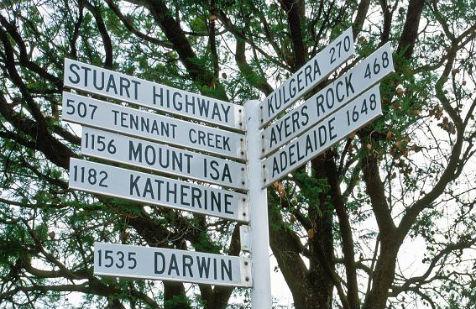 STUART HIGHWAY
507 TENNANT CREEK
1156 MOUNT ISA
1182 KATHERINE
1535 DARWIN
KULGERA 270
AYERS ROCK 468
ADELAIDE 1648